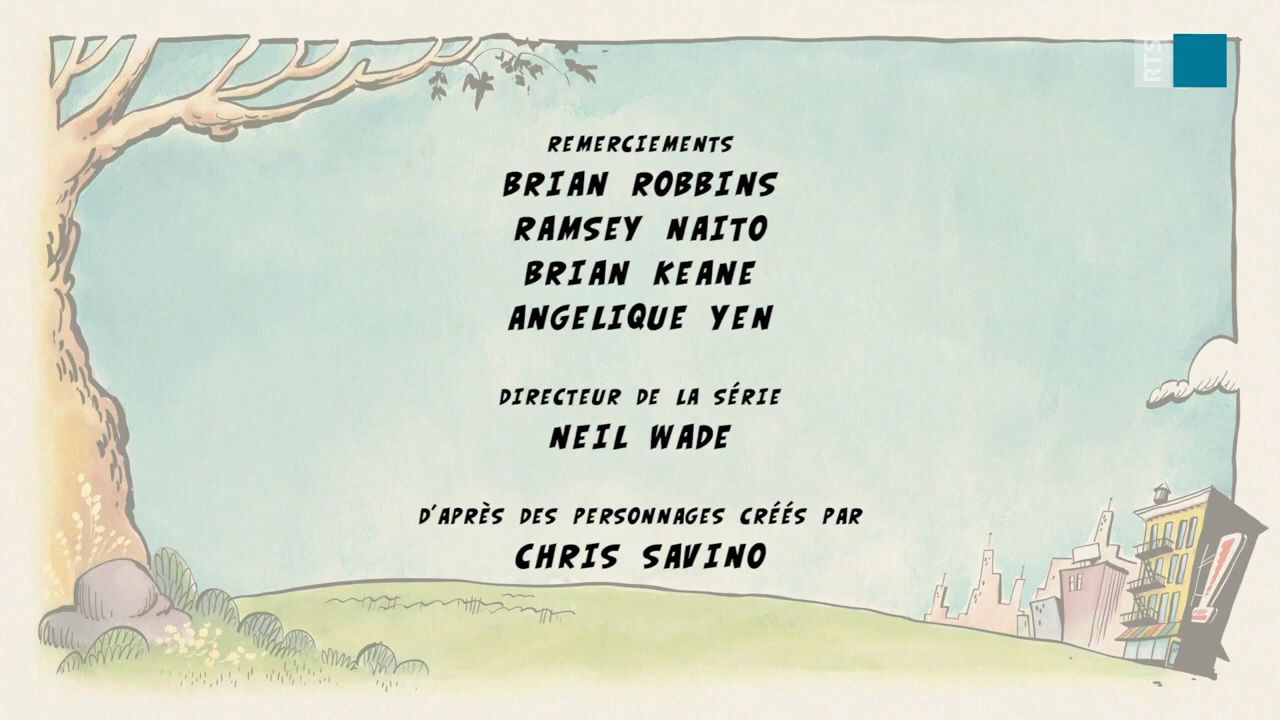 RTS
REMERCIEMENTS
BRIAN ROBBINS
RAMSEY NAITO
BRIAN KEANE
ANGELIQUE YEN
DIRECTEUR DE LA SÉRIE
NEIL WADE
D'APRÈS DES PERSONNAGES CRÉÉS PAR
CHRIS SAVINO